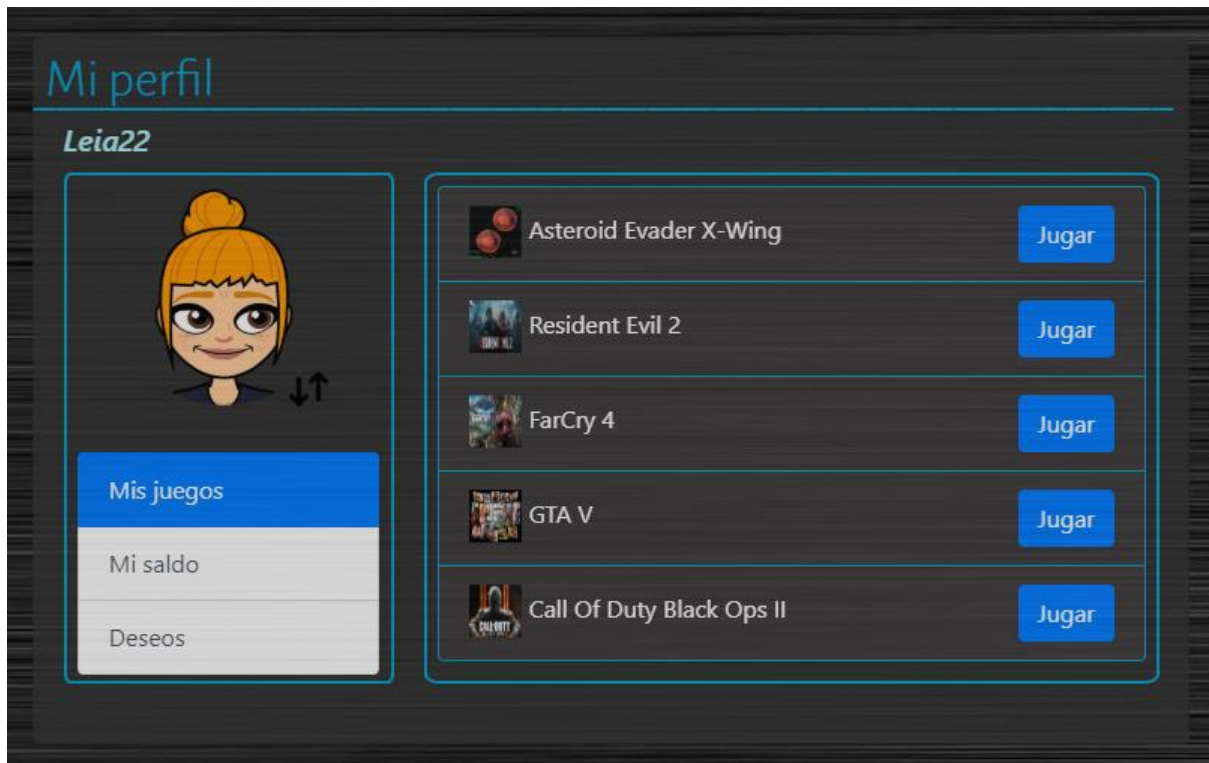 Mi perfil
Leia22
Mis juegos
Mi saldo
Deseos
Asteroid Evader X-Wing
Jugar
Resident Evil 2
Jugar
FarCry 4
Jugar
GTA V
Jugar
Call Of Duty Black Ops II
Jugar